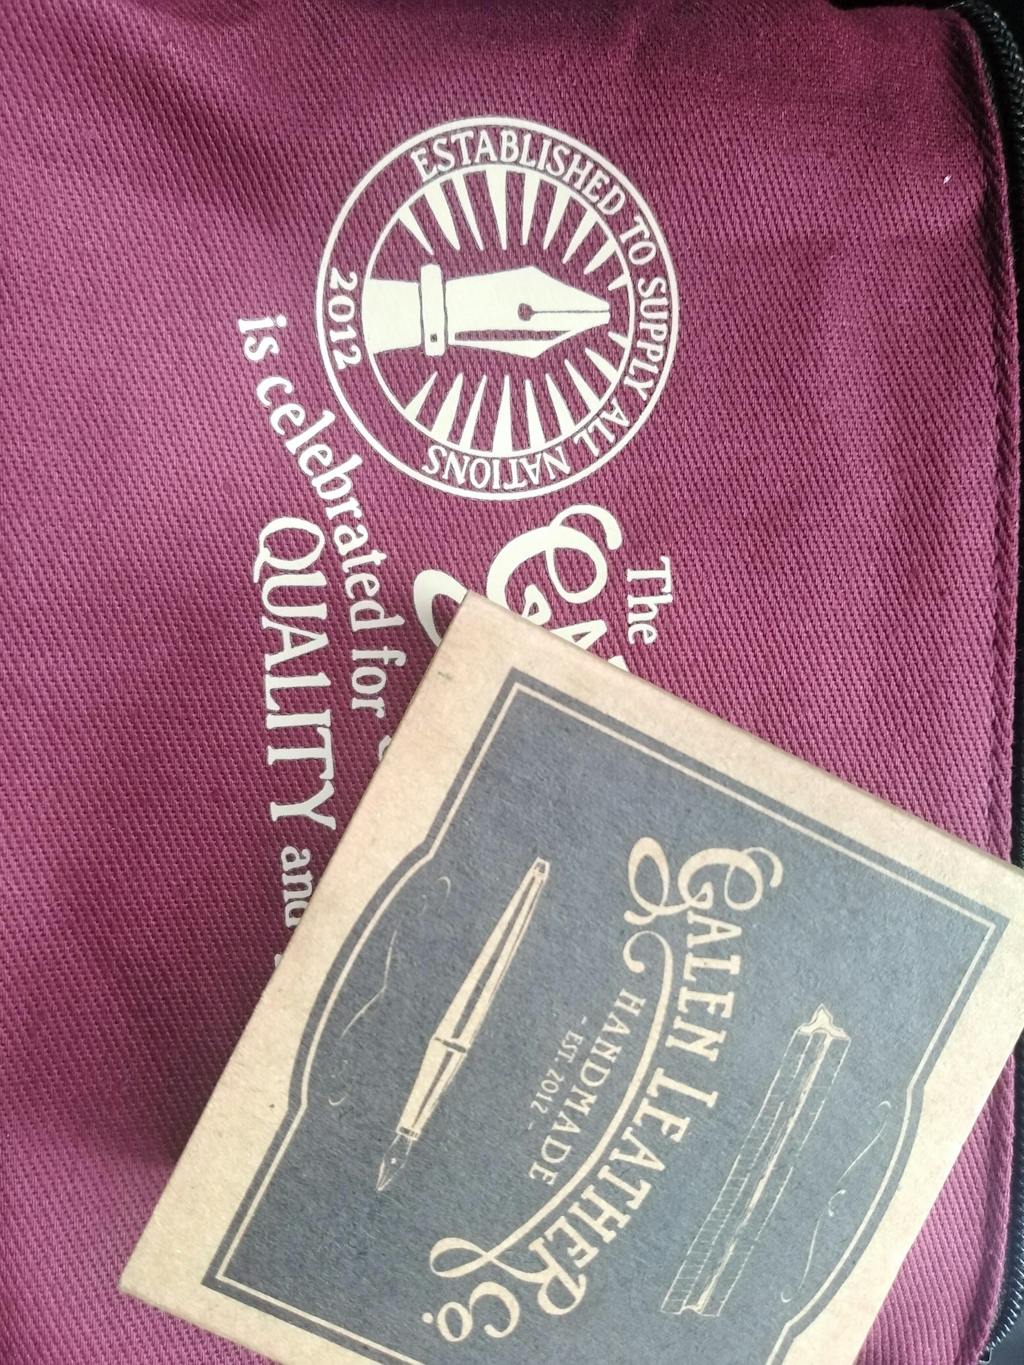 ESTABLISHED TO SUPPLY ALL NATIONS
2012
The
is celebrated for
QUALITY and
GALEN LEATHER Co.
HANDMADE
- EST. 2012 -